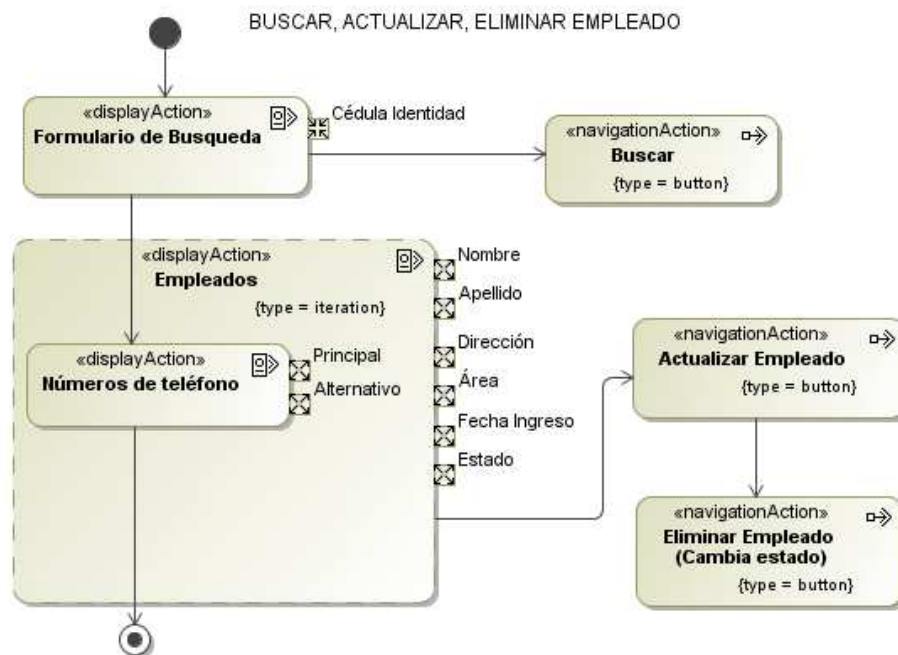 BUSCAR, ACTUALIZAR, ELIMINAR EMPLEADO
«displayAction»
Formulario de Busqueda
Cédula Identidad
«navigationAction»
Buscar
{type = button}
«displayAction»
Empleados
{type = iteration}
Nombre
Apellido
Dirección
Área
Fecha Ingreso
Estado
«displayAction»
Números de teléfono
Principal
Alternativo
«navigationAction»
Actualizar Empleado
{type = button}
«navigationAction»
Eliminar Empleado
(Cambia estado)
{type = button}